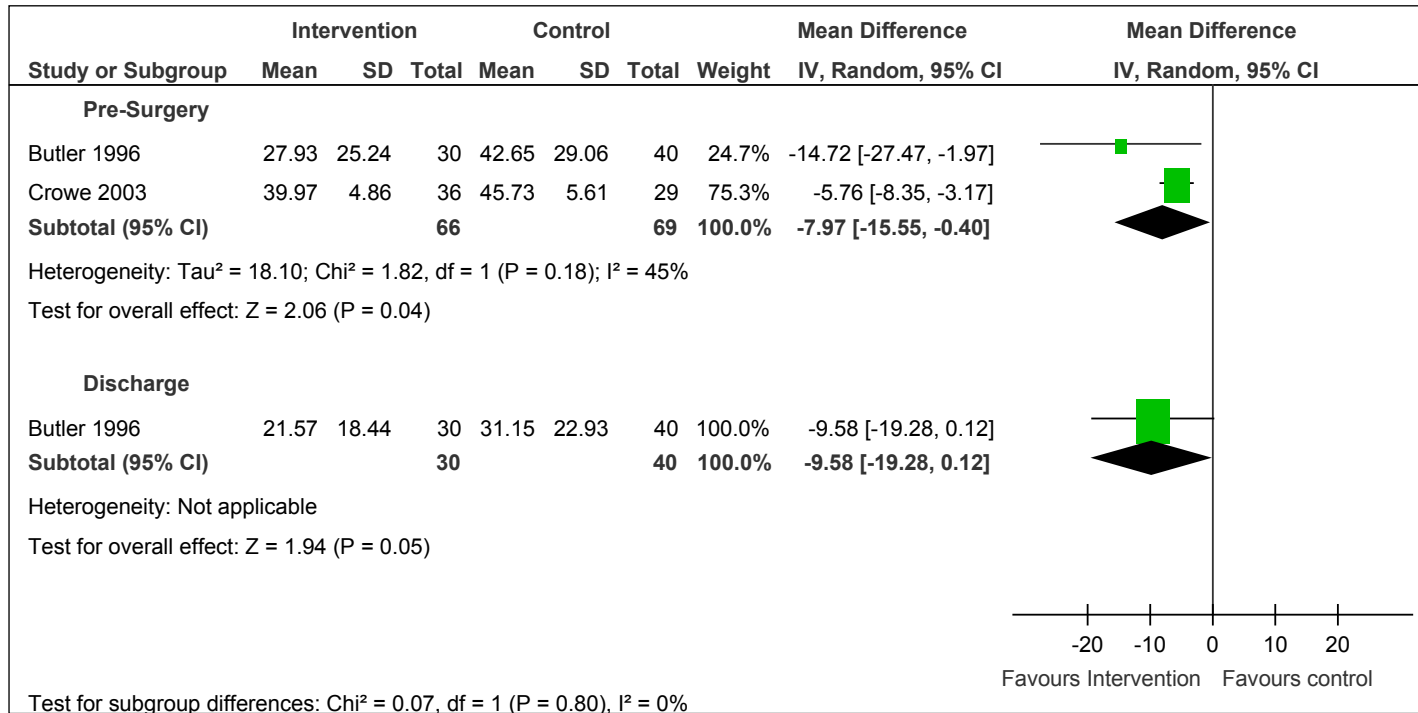 Intervention Control Mean Difference Mean Difference
Study or Subgroup Mean SD Total Mean SD Total Weight IV, Random, 95% CI IV, Random, 95% CI
Pre-Surgery
Butler 1996 27.93 25.24 30 42.65 29.06 40 24.7% -14.72 [-27.47, -1.97]
Crowe 2003 39.97 4.86 36 45.73 5.61 29 75.3% -5.76 [-8.35, -3.17]
Subtotal (95% CI) 66 69 100.0% -7.97 [-15.55, -0.40]
Heterogeneity: Tau² = 18.10; Chi² = 1.82, df = 1 (P = 0.18); I² = 45%
Test for overall effect: Z = 2.06 (P = 0.04)
Discharge
Butler 1996 21.57 18.44 30 31.15 22.93 40 100.0% -9.58 [-19.28, 0.12]
Subtotal (95% CI) 30 40 100.0% -9.58 [-19.28, 0.12]
Heterogeneity: Not applicable
Test for overall effect: Z = 1.94 (P = 0.05)
-20 -10 0 10 20
Favours Intervention Favours control
Test for subgroup differences: Chi² = 0.07, df = 1 (P = 0.80), I² = 0%